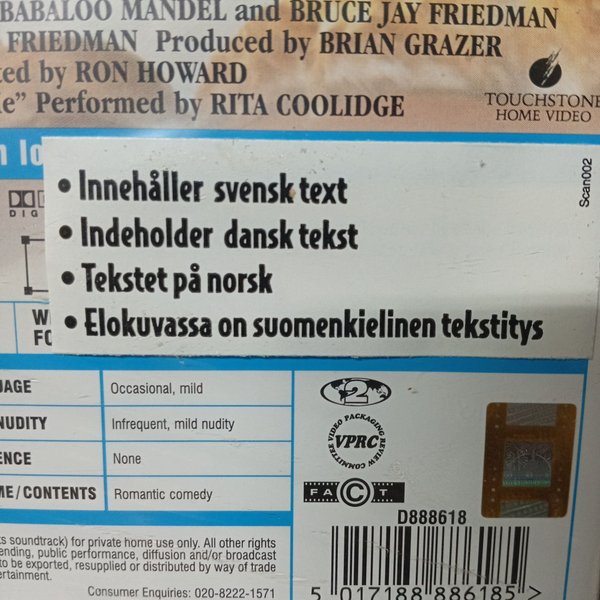 BABALOO MANDEL and BRUCE JAY FRIEDMAN
FRIEDMAN Produced by BRIAN GRAZER
ted by RON HOWARD
e" Performed by RITA COOLIDGE
TOUCHSTONE
HOME VIDEO
n lo
DIG
Scan002
• Innehåller svensk text
• Indeholder dansk tekst
• Tekstet på norsk
• Elokuvassa on suomenkielinen tekstitys
W
FO
UAGE Occasional, mild
NUDITY Infrequent, mild nudity
ENCE None
ME/CONTENTS Romantic comedy
2
VIDEO PACKAGING REVIEW COMMITTEE
VPRC
FACT
D888618
s soundtrack) for private home use only. All other rights
ending, public performance, diffusion and/or broadcast
to be exported, resupplied or distributed by way of trade
ertainment.
Consumer Enquiries: 020-8222-1571
5 017188 886185 >